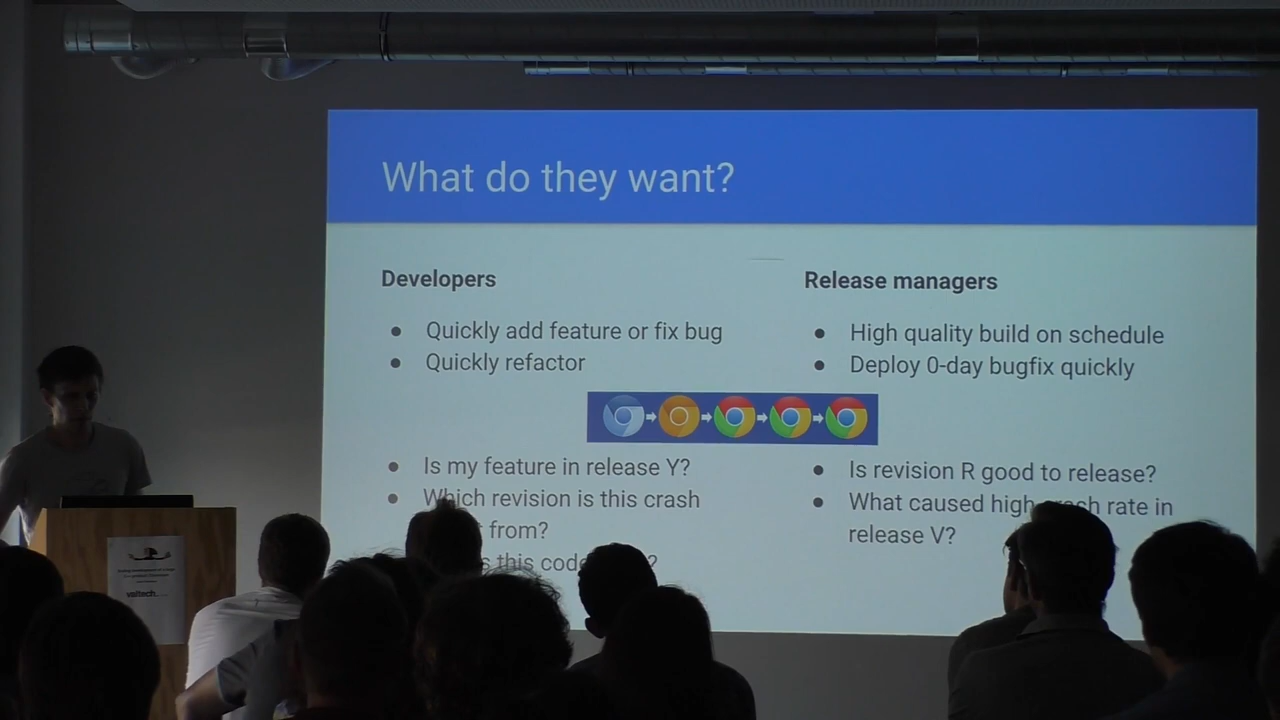 What do they want?
Developers
Quickly add feature or fix bug
Quickly refactor
Is my feature in release Y?
Which revision is this crash
from?
this code
?
Release managers
High quality build on schedule
Deploy 0-day bugfix quickly
Is revision R good to release?
What caused high crash rate in
release V?
valtech